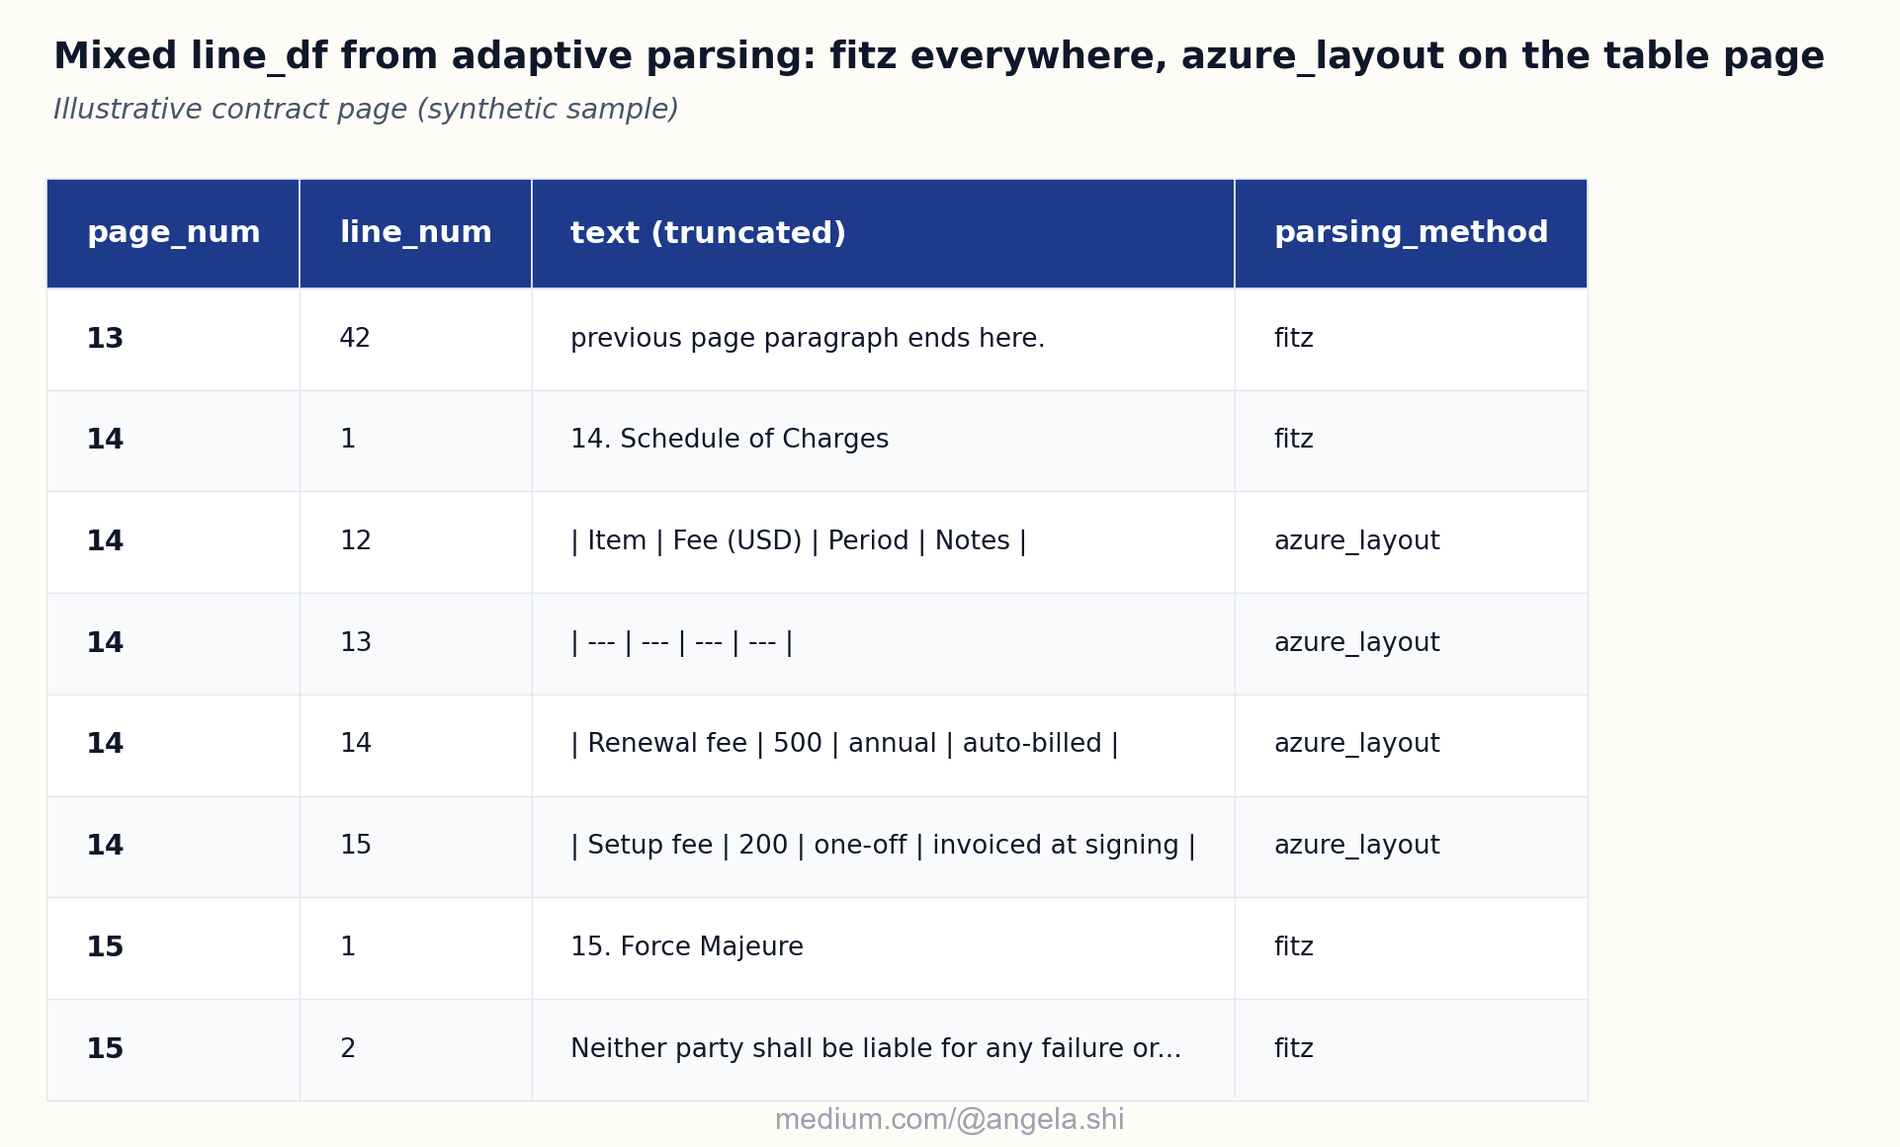 Mixed line_df from adaptive parsing: fitz everywhere, azure_layout on the table page
Illustrative contract page (synthetic sample)
page_num line_num text (truncated) parsing_method
13 42 previous page paragraph ends here. fitz
14 1 14. Schedule of Charges fitz
14 12 | Item | Fee (USD) | Period | Notes | azure_layout
14 13 | --- | --- | --- | --- | azure_layout
14 14 | Renewal fee | 500 | annual | auto-billed | azure_layout
14 15 | Setup fee | 200 | one-off | invoiced at signing | azure_layout
15 1 15. Force Majeure fitz
15 2 Neither party shall be liable for any failure or... fitz
medium.com/@angela.shi